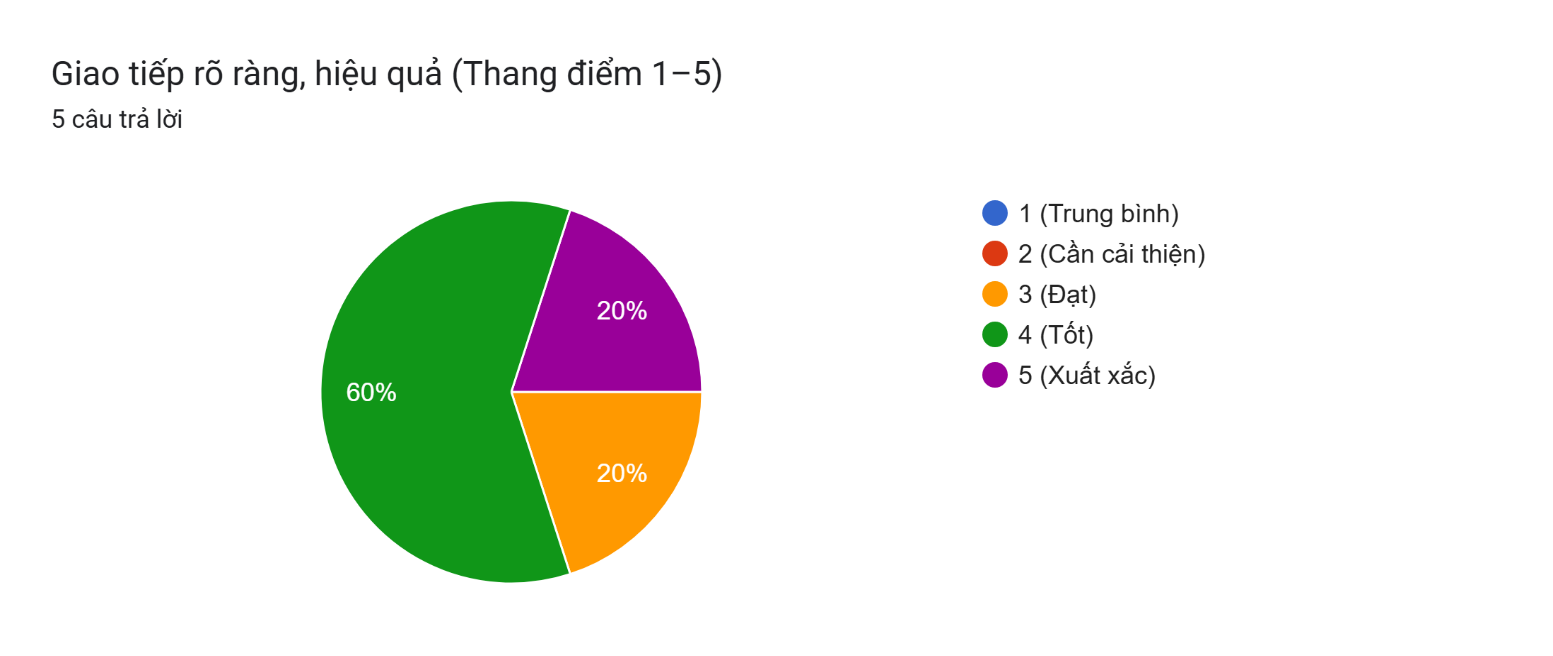 Giao tiếp rõ ràng, hiệu quả (Thang điểm 1–5)
5 câu trả lời
20%
60%
20%
1 (Trung bình)
2 (Cần cải thiện)
3 (Đạt)
4 (Tốt)
5 (Xuất xắc)